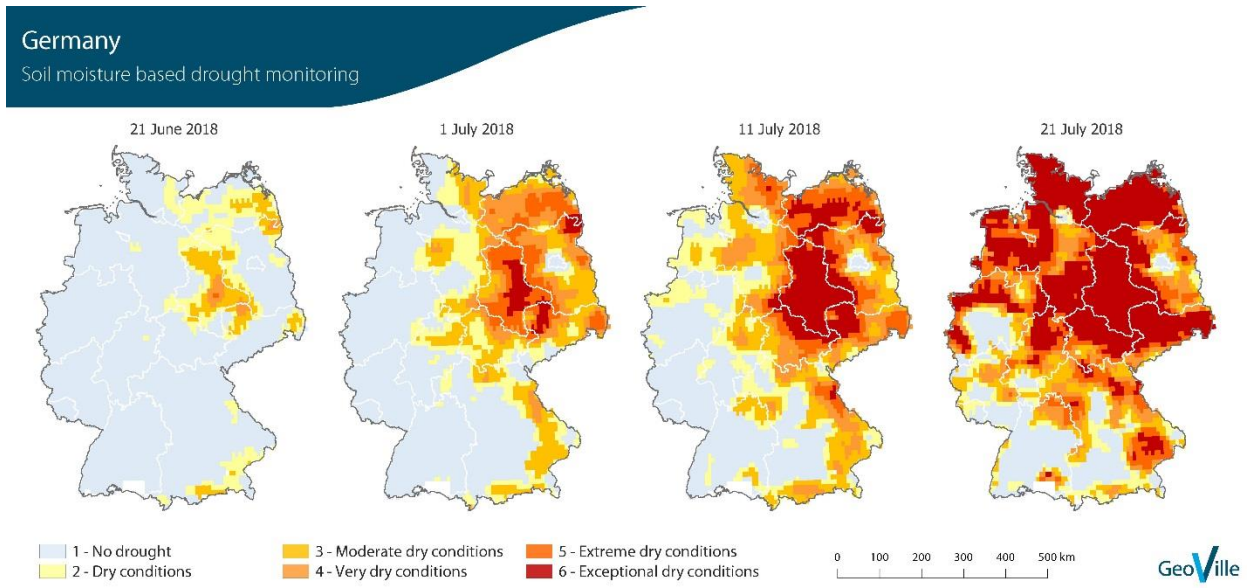 Germany
Soil moisture based drought monitoring
21 June 2018
1 July 2018
11 July 2018
21 July 2018
1 - No drought
2 - Dry conditions
3 - Moderate dry conditions
4 - Very dry conditions
5 - Extreme dry conditions
6 - Exceptional dry conditions
0 100 200 300 400 500 km
GeoVille